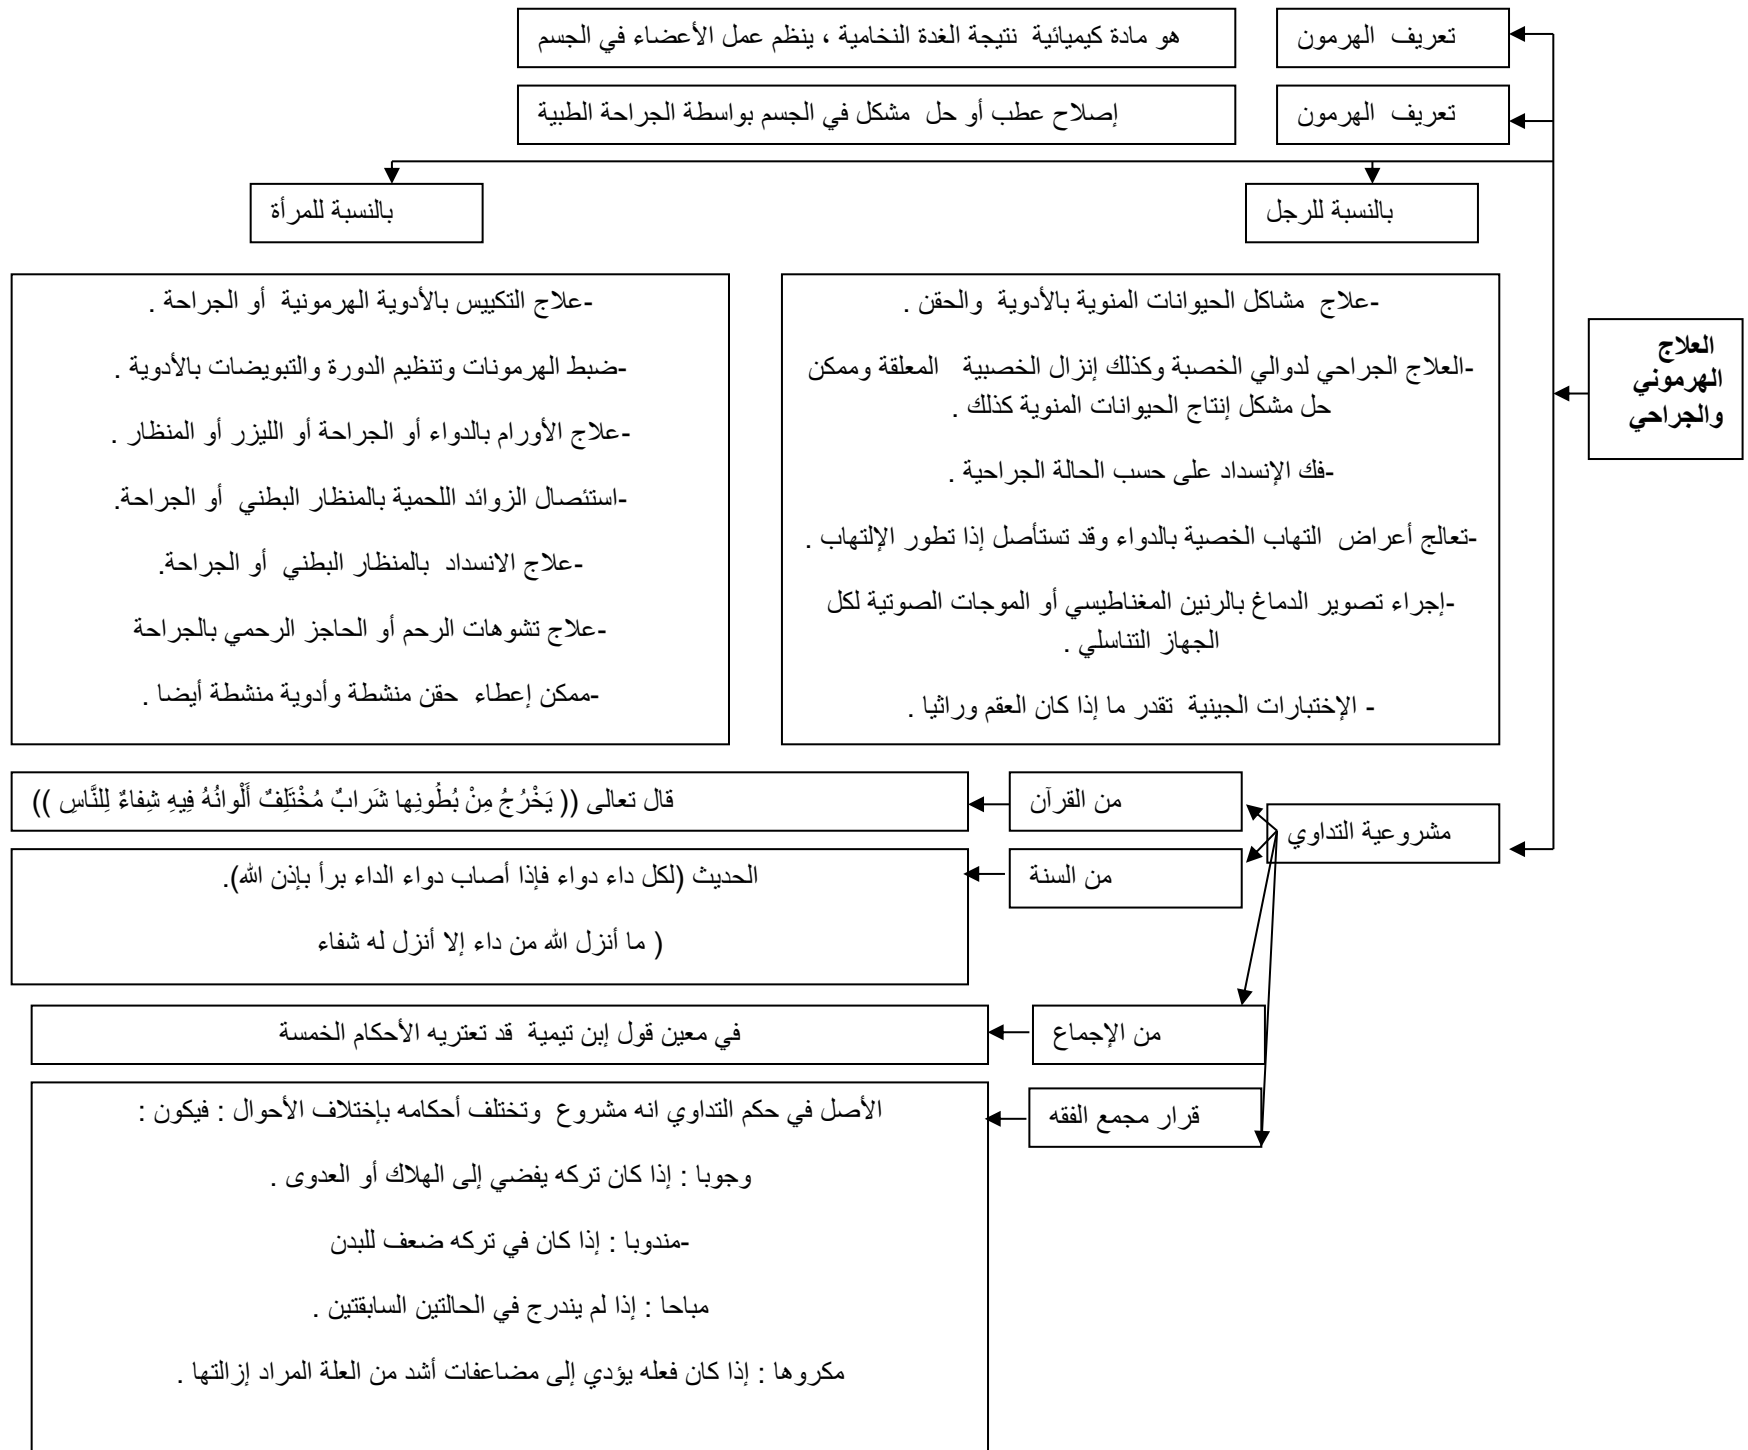 تعريف الهرمون
هو مادة كيميائية نتيجة الغدة النخامية ، ينظم عمل الأعضاء في الجسم
تعريف الهرمون
إصلاح عطب أو حل مشكل في الجسم بواسطة الجراحة الطبية
بالنسبة للرجل
بالنسبة للمرأة
العلاج
الهرموني
والجراحي
-علاج مشاكل الحيوانات المنوية بالأدوية والحقن .
-العلاج الجراحي لدوالي الخصبة وكذلك إنزال الخصبية المعلقة وممكن
حل مشكل إنتاج الحيوانات المنوية كذلك .
-فك الإنسداد على حسب الحالة الجراحية .
-تعالج أعراض التهاب الخصية بالدواء وقد تستأصل إذا تطور الإلتهاب .
-إجراء تصوير الدماغ بالرنين المغناطيسي أو الموجات الصوتية لكل
الجهاز التناسلي .
- الإختبارات الجينية تقدر ما إذا كان العقم وراثيا .
-علاج التكييس بالأدوية الهرمونية أو الجراحة .
-ضبط الهرمونات وتنظيم الدورة والتبويضات بالأدوية .
-علاج الأورام بالدواء أو الجراحة أو الليزر أو المنظار .
-استئصال الزوائد اللحمية بالمنظار البطني أو الجراحة.
-علاج الانسداد بالمنظار البطني أو الجراحة.
-علاج تشوهات الرحم أو الحاجز الرحمي بالجراحة
-ممكن إعطاء حقن منشطة وأدوية منشطة أيضا .
مشروعية التداوي
من القرآن
قال تعالى (( يَخْرُجُ مِنْ بُطُونِها شَرابٌ مُخْتَلِفٌ أَلْوانُهُ فِيهِ شِفاءٌ لِلنَّاسِ ))
من السنة
الحديث (لكل داء دواء فإذا أصاب دواء الداء برأ بإذن الله).
( ما أنزل الله من داء إلا أنزل له شفاء
من الإجماع
في معين قول إبن تيمية قد تعتريه الأحكام الخمسة
قرار مجمع الفقه
الأصل في حكم التداوي انه مشروع وتختلف أحكامه بإختلاف الأحوال : فيكون :
وجوبا : إذا كان تركه يفضي إلى الهلاك أو العدوى .
-مندوبا : إذا كان في تركه ضعف للبدن
مباحا : إذا لم يندرج في الحالتين السابقتين .
مكروها : إذا كان فعله يؤدي إلى مضاعفات أشد من العلة المراد إزالتها .